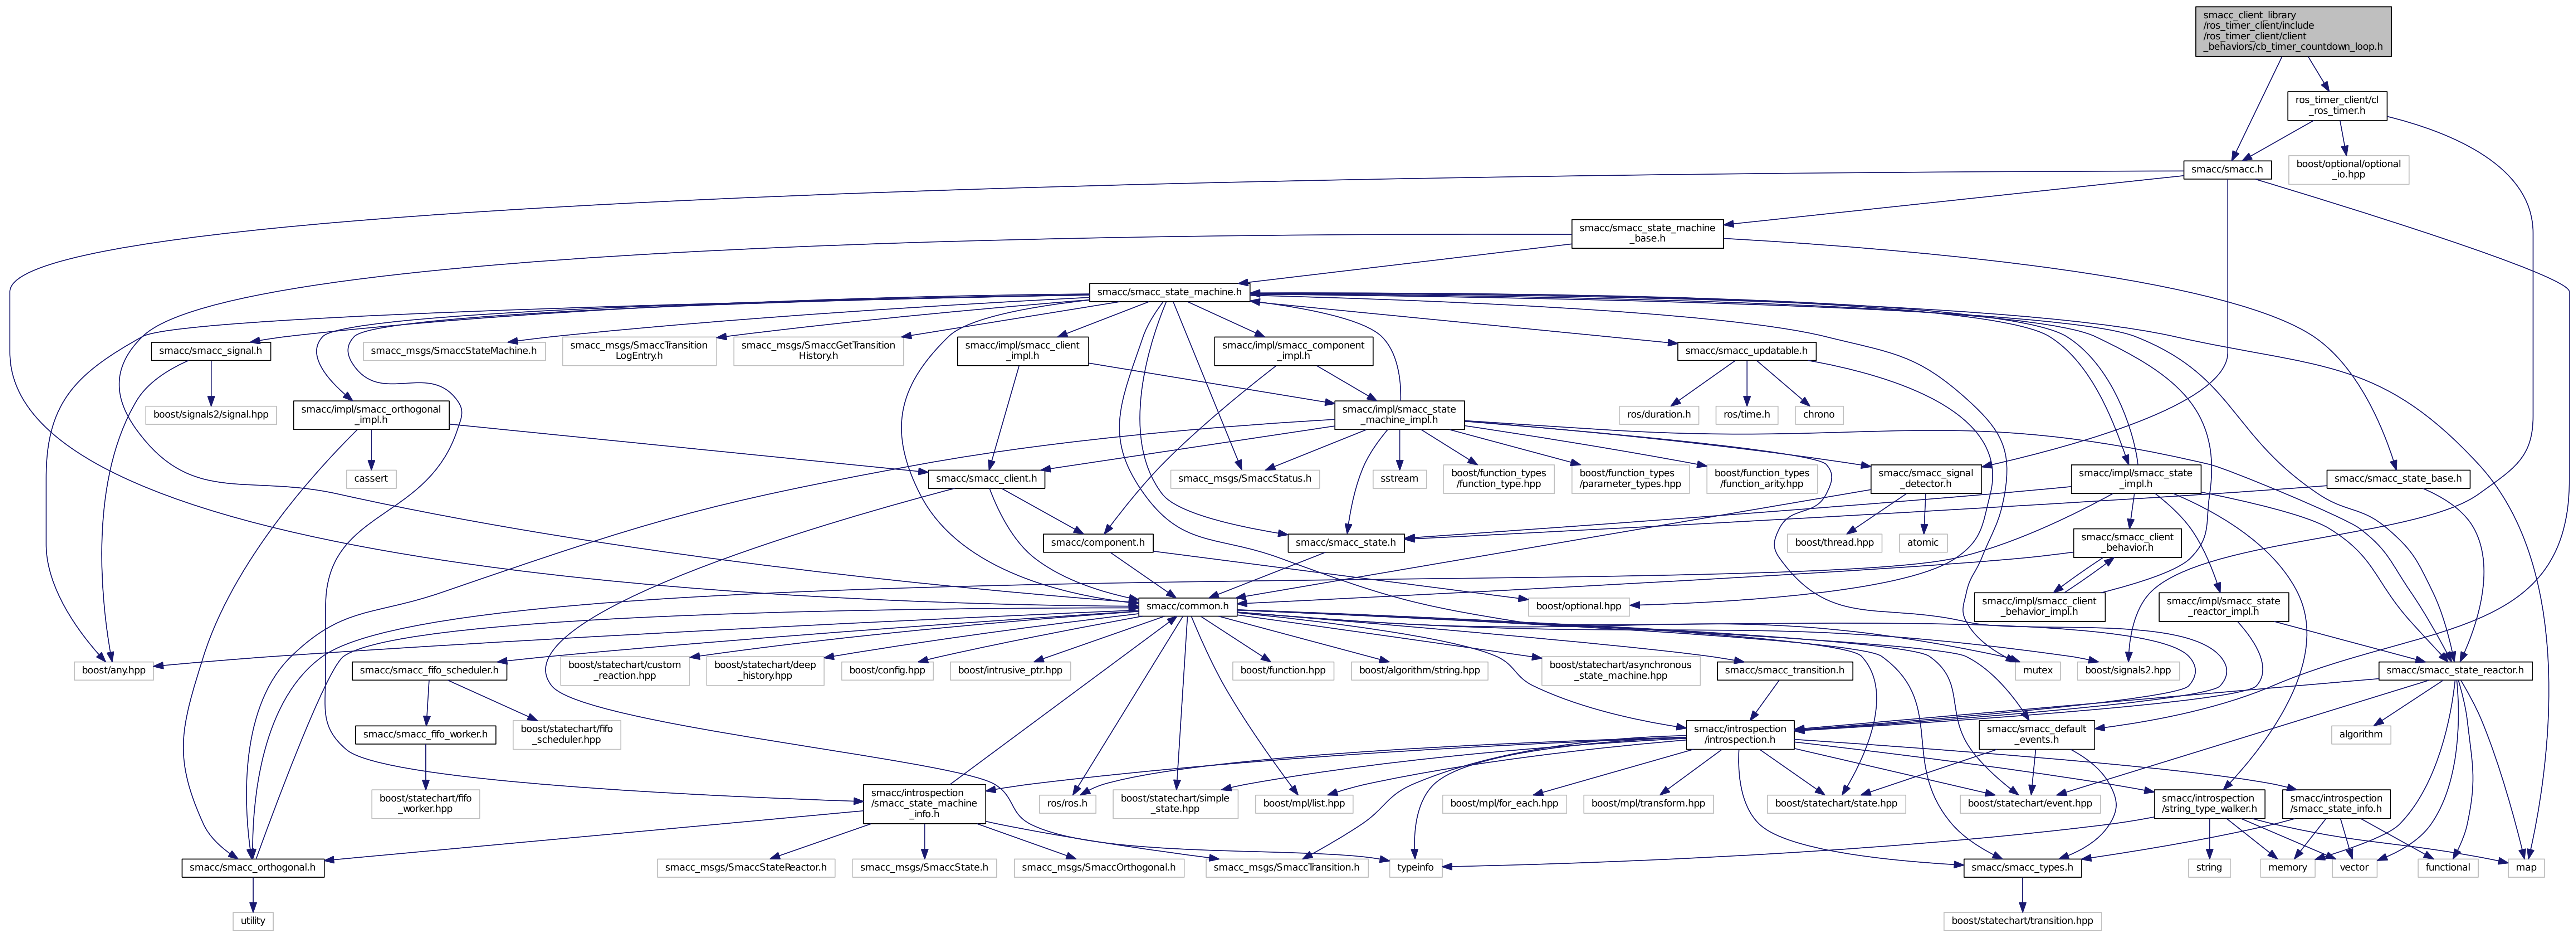 smacc_client_library
/ros_timer_client/include
/ros_timer_client/client
_behaviors/cb_timer_countdown_loop.h
ros_timer_client/cl
_ros_timer.h
smacc/smacc.h
boost/optional/optional
_io.hpp
smacc/smacc_state_machine
_base.h
smacc/smacc_state_machine.h
smacc/smacc_signal.h
smacc_msgs/SmaccStateMachine.h
smacc_msgs/SmaccTransition
LogEntry.h
smacc_msgs/SmaccGetTransition
History.h
smacc/impl/smacc_client
_impl.h
smacc/impl/smacc_component
_impl.h
smacc/smacc_updatable.h
boost/signals2/signal.hpp
smacc/impl/smacc_orthogonal
_impl.h
smacc/impl/smacc_state
_machine_impl.h
ros/duration.h
ros/time.h
chrono
cassert
smacc/smacc_client.h
smacc_msgs/SmaccStatus.h
sstream
boost/function_types
/function_type.hpp
boost/function_types
/parameter_types.hpp
boost/function_types
/function_arity.hpp
smacc/smacc_signal
_detector.h
smacc/impl/smacc_state
_impl.h
smacc/smacc_state_base.h
smacc/component.h
smacc/smacc_state.h
boost/thread.hpp
atomic
smacc/smacc_client
_behavior.h
smacc/common.h
boost/optional.hpp
smacc/impl/smacc_client
_behavior_impl.h
smacc/impl/smacc_state
_reactor_impl.h
boost/any.hpp
smacc/smacc_fifo_scheduler.h
boost/statechart/custom
_reaction.hpp
boost/statechart/deep
_history.hpp
boost/config.hpp
boost/intrusive_ptr.hpp
boost/function.hpp
boost/algorithm/string.hpp
boost/statechart/asynchronous
_state_machine.hpp
smacc/smacc_transition.h
mutex
boost/signals2.hpp
smacc/smacc_state_reactor.h
smacc/smacc_fifo_worker.h
boost/statechart/fifo
_scheduler.hpp
smacc/introspection
/introspection.h
smacc/smacc_default
_events.h
algorithm
boost/statechart/fifo
_worker.hpp
smacc/introspection
/smacc_state_machine
_info.h
ros/ros.h
boost/statechart/simple
_state.hpp
boost/mpl/list.hpp
boost/mpl/for_each.hpp
boost/mpl/transform.hpp
boost/statechart/state.hpp
boost/statechart/event.hpp
smacc/introspection
/string_type_walker.h
smacc/introspection
/smacc_state_info.h
smacc/smacc_orthogonal.h
smacc_msgs/SmaccStateReactor.h
smacc_msgs/SmaccState.h
smacc_msgs/SmaccOrthogonal.h
smacc_msgs/SmaccTransition.h
typeinfo
smacc/smacc_types.h
string
memory
vector
functional
map
utility
boost/statechart/transition.hpp